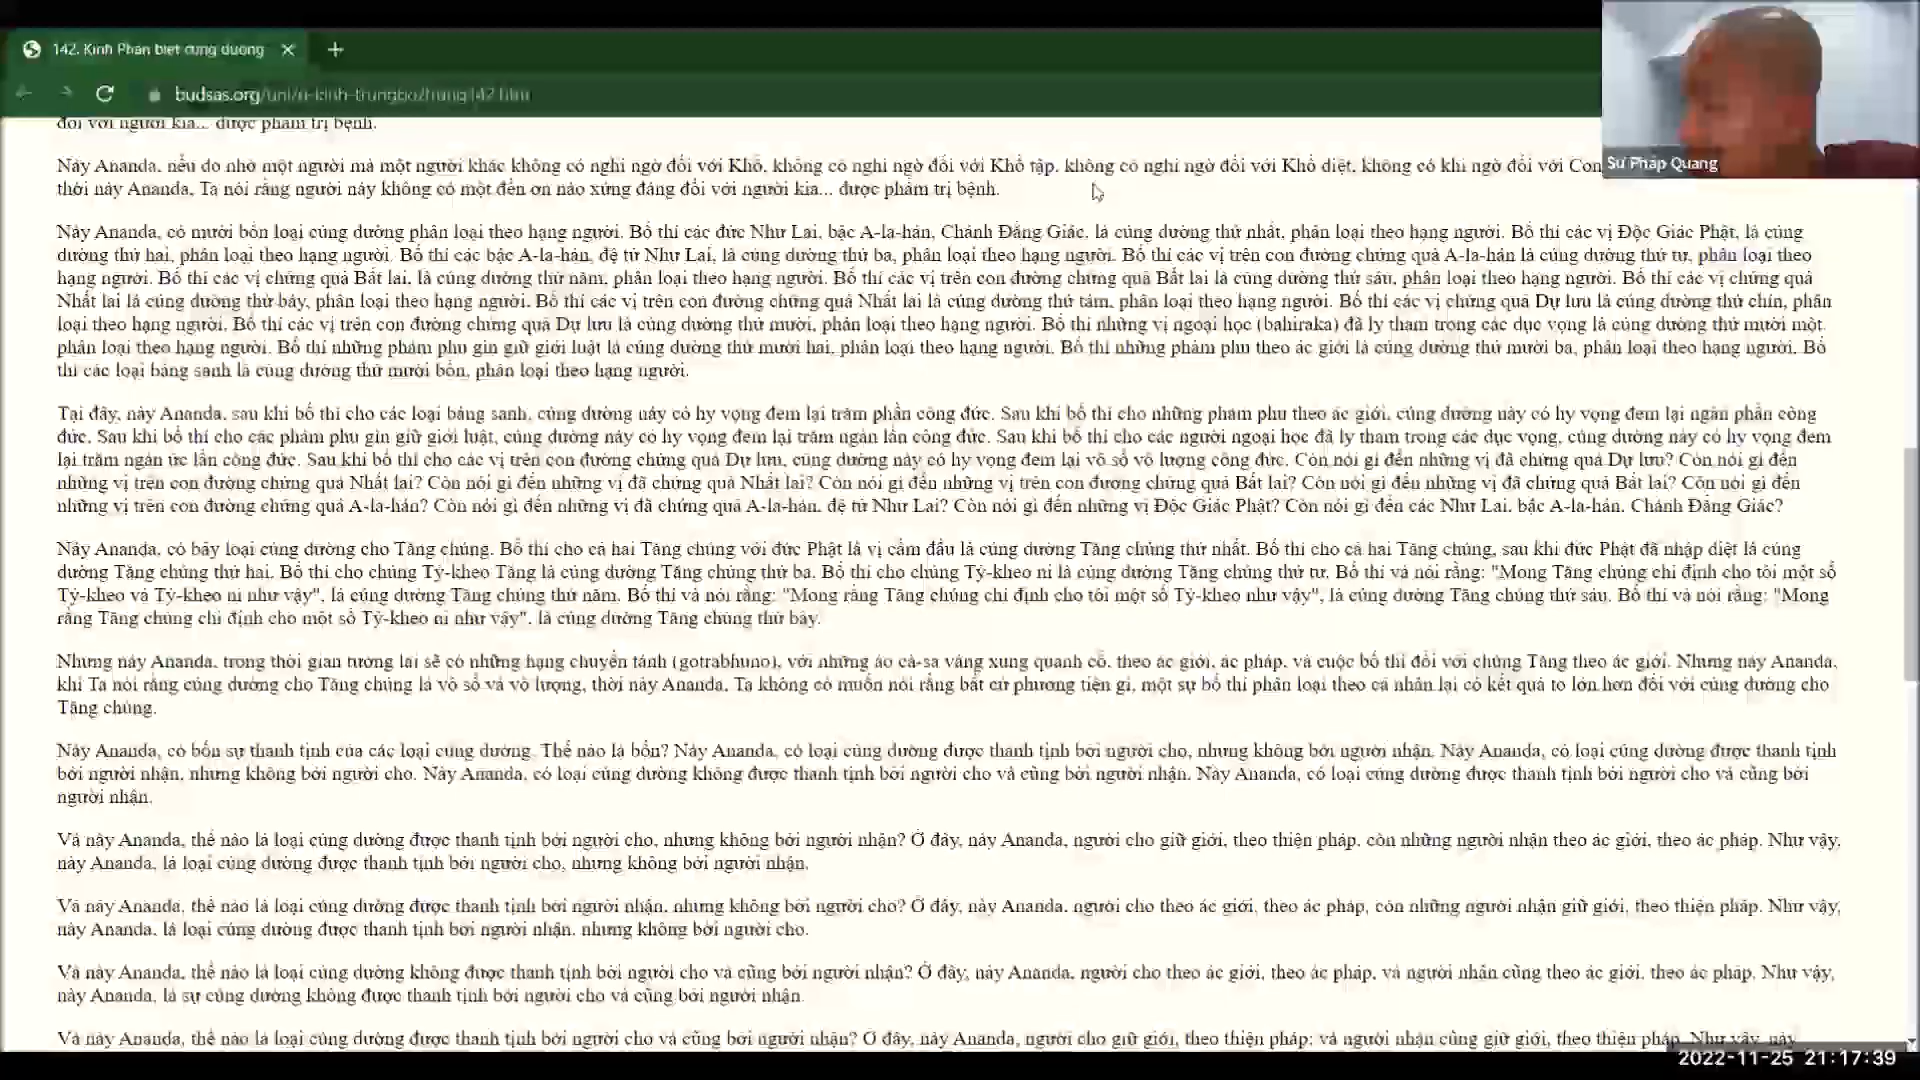 142. Kinh Phân biệt cúng dường
budsas.org/uni/u-kinh-trungbo/trung142.htm
đối với người kia... dược phẩm trị bệnh.
Này Ananda, nếu do nhờ một người mà một người khác không có nghi ngờ đối với Khổ, không có nghi ngờ đối với Khổ tập, không có nghi ngờ đối với Khổ diệt, không có khi ngờ đối với Con
thời này Ananda, Ta nói rằng người này không có một đền ơn nào xứng đáng đối với người kia... dược phẩm trị bệnh.
Này Ananda, có mười bốn loại cúng dường phân loại theo hạng người. Bố thí các đức Như Lai, bậc A-la-hán, Chánh Đẳng Giác, là cúng dường thứ nhất, phân loại theo hạng người. Bố thí các vị Độc Giác Phật, là cúng
dường thứ hai, phân loại theo hạng người. Bố thí các bậc A-la-hán, đệ tử Như Lai, là cúng dường thứ ba, phân loại theo hạng người. Bố thí các vị trên con đường chứng quả A-la-hán là cúng dường thứ tư, phân loại theo
hạng người. Bố thí các vị chứng quả Bất lai, là cúng dường thứ năm, phân loại theo hạng người. Bố thí các vị trên con đường chứng quả Bất lai là cúng dường thứ sáu, phân loại theo hạng người. Bố thí các vị chứng quả
Nhất lai là cúng dường thứ bảy, phân loại theo hạng người. Bố thí các vị trên con đường chứng quả Nhất lai là cúng dường thứ tám, phân loại theo hạng người. Bố thí các vị chứng quả Dự lưu là cúng dường thứ chín, phân
loại theo hạng người. Bố thí các vị trên con đường chứng quả Dự lưu là cúng dường thứ mười, phân loại theo hạng người. Bố thí những vị ngoại học (bahiraka) đã ly tham trong các dục vọng là cúng dường thứ mười một,
phân loại theo hạng người. Bố thí những phàm phu gìn giữ giới luật là cúng dường thứ mười hai, phân loại theo hạng người. Bố thí những phàm phu theo ác giới là cúng dường thứ mười ba, phân loại theo hạng người. Bố
thí các loại bàng sanh là cúng dường thứ mười bốn, phân loại theo hạng người.
Tại đây, này Ananda, sau khi bố thí cho các loại bàng sanh, cúng dường này có hy vọng đem lại trăm phần công đức. Sau khi bố thí cho những phàm phu theo ác giới, cúng dường này có hy vọng đem lại ngàn phần công
đức. Sau khi bố thí cho các phàm phu gìn giữ giới luật, cúng dường này có hy vọng đem lại trăm ngàn lần công đức. Sau khi bố thí cho các người ngoại học đã ly tham trong các dục vọng, cúng dường này có hy vọng đem
lại trăm ngàn ức lần công đức. Sau khi bố thí cho các vị trên con đường chứng quả Dự lưu, cúng dường này có hy vọng đem lại vô số vô lượng công đức. Còn nói gì đến những vị đã chứng quả Dự lưu? Còn nói gì đến
những vị trên con đường chứng quả Nhất lai? Còn nói gì đến những vị đã chứng quả Nhất lai? Còn nói gì đến những vị trên con đương chứng quả Bất lai? Còn nói gì đến những vị đã chứng quả Bất lai? Còn nói gì đến
những vị trên con đường chứng quả A-la-hán? Còn nói gì đến những vị đã chứng quả A-la-hán, đệ tử Như Lai? Còn nói gì đến những vị Độc Giác Phật? Còn nói gì đến các Như Lai, bậc A-la-hán, Chánh Đẳng Giác?
Này Ananda, có bảy loại cúng dường cho Tăng chúng. Bố thí cho cả hai Tăng chúng với đức Phật là vị cầm đầu là cúng dường Tăng chúng thứ nhất. Bố thí cho cả hai Tăng chúng, sau khi đức Phật đã nhập diệt là cúng
dường Tăng chúng thứ hai. Bố thí cho chúng Tỷ-kheo Tăng là cúng dường Tăng chúng thứ ba. Bố thí cho chúng Tỷ-kheo ni là cúng dường Tăng chúng thứ tư. Bố thí và nói rằng: "Mong Tăng chúng chỉ định cho tôi một số
Tỷ-kheo và Tỷ-kheo ni như vậy", là cúng dường Tăng chúng thứ năm. Bố thí và nói rằng: "Mong rằng Tăng chúng chỉ định cho tôi một số Tỷ-kheo như vậy", là cúng dường Tăng chúng thứ sáu. Bố thí và nói rằng: "Mong
rằng Tăng chúng chỉ định cho một số Tỷ-kheo ni như vậy", là cúng dường Tăng chúng thứ bảy.
Nhưng này Ananda, trong thời gian tương lai sẽ có những hạng chuyển tánh (gotrabhuno), với những áo cà-sa vàng xung quanh cổ, theo ác giới, ác pháp, và cuộc bố thí đối với chúng Tăng theo ác giới. Nhưng này Ananda,
khi Ta nói rằng cúng dường cho Tăng chúng là vô số và vô lượng, thời này Ananda, Ta không có muốn nói rằng bất cứ phương tiện gì, một sự bố thí phân loại theo cá nhân lại có kết quả to lớn hơn đối với cúng dường cho
Tăng chúng.
Này Ananda, có bốn sự thanh tịnh của các loại cúng dường. Thế nào là bốn? Này Ananda, có loại cúng dường được thanh tịnh bởi người cho, nhưng không bởi người nhận. Này Ananda, có loại cúng dường được thanh tịnh
bởi người nhận, nhưng không bởi người cho. Này Ananda, có loại cúng dường không được thanh tịnh bởi người cho và cũng bởi người nhận. Này Ananda, có loại cúng dường được thanh tịnh bởi người cho và cũng bởi
người nhận.
Và này Ananda, thế nào là loại cúng dường được thanh tịnh bởi người cho, nhưng không bởi người nhận? Ở đây, này Ananda, người cho giữ giới, theo thiện pháp, còn những người nhận theo ác giới, theo ác pháp. Như vậy,
này Ananda, là loại cúng dường được thanh tịnh bởi người cho, nhưng không bởi người nhận.
Và này Ananda, thế nào là loại cúng dường được thanh tịnh bởi người nhận, nhưng không bởi người cho? Ở đây, này Ananda, người cho theo ác giới, theo ác pháp, còn những người nhận giữ giới, theo thiện pháp. Như vậy,
này Ananda, là loại cúng dường được thanh tịnh bởi người nhận, nhưng không bởi người cho.
Và này Ananda, thế nào là loại cúng dường không được thanh tịnh bởi người cho và cũng bởi người nhận? Ở đây, này Ananda, người cho theo ác giới, theo ác pháp, và người nhận cũng theo ác giới, theo ác pháp. Như vậy,
này Ananda, là sự cúng dường không được thanh tịnh bởi người cho và cũng bởi người nhận.
Và này Ananda, thế nào là loại cúng dường được thanh tịnh bởi người cho và cũng bởi người nhận? Ở đây, này Ananda, người cho giữ giới, theo thiện pháp; và người nhận cũng giữ giới, theo thiện pháp. Như vậy, này
Sư Pháp Quang
2022-11-25 21:17:39